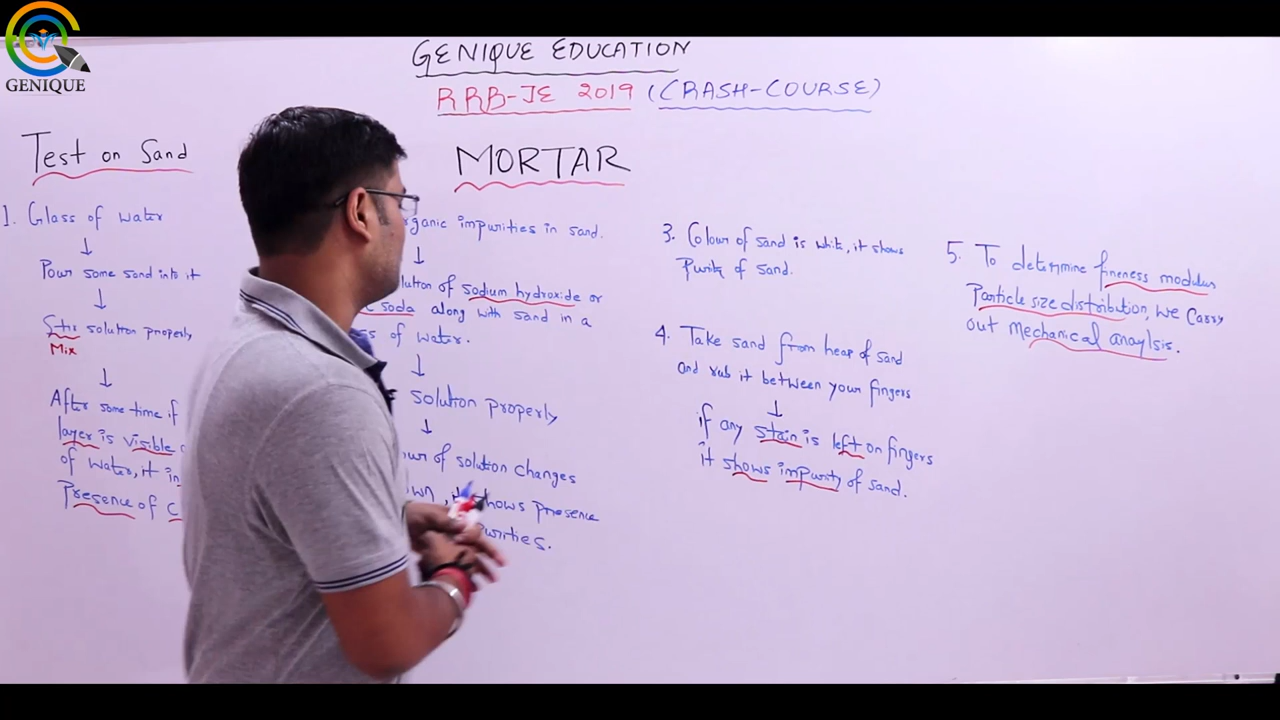 GENIQUE
GENIQUE EDUCATION
RRB-JE 2019 (CRASH-COURSE)
MORTAR
Test on Sand
1. Glass of water
↓
Pour some sand into it
↓
Stir solution properly
Mix
↓
After some time if
layer is visible
of water, it in
Presence of C
rganic impurities in sand.
↓
lution of sodium hydroxide or
c soda along with sand in a
s of water.
↓
solution properly
↓
ur of solution changes
wn, it shows presence
urities.
3. Colour of sand is white, it shows
Purity of sand.
4. Take sand from heap of sand
and rub it between your fingers
↓
if any stain is left on fingers
it shows impurity of sand.
5. To determine fineness modulus
Particle size distribution, we carry
out mechanical anaylsis.